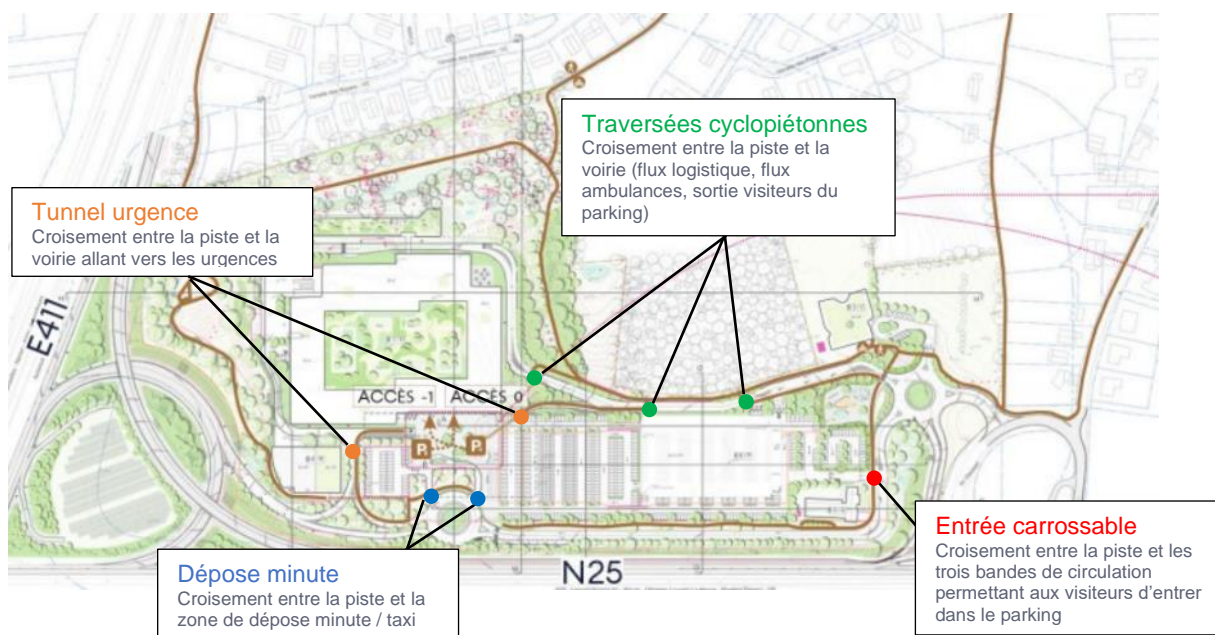 Traversées cyclopiétonnes
Croisement entre la piste et la
voirie (flux logistique, flux
ambulances, sortie visiteurs du
parking)
Tunnel urgence
Croisement entre la piste et la
voirie allant vers les urgences
E411
ACCÈS -1 ACCÈS 0
P P
Entrée carrossable
Croisement entre la piste et les
trois bandes de circulation
permettant aux visiteurs d'entrer
dans le parking
Dépose minute
Croisement entre la piste et la
zone de dépose minute / taxi
N25